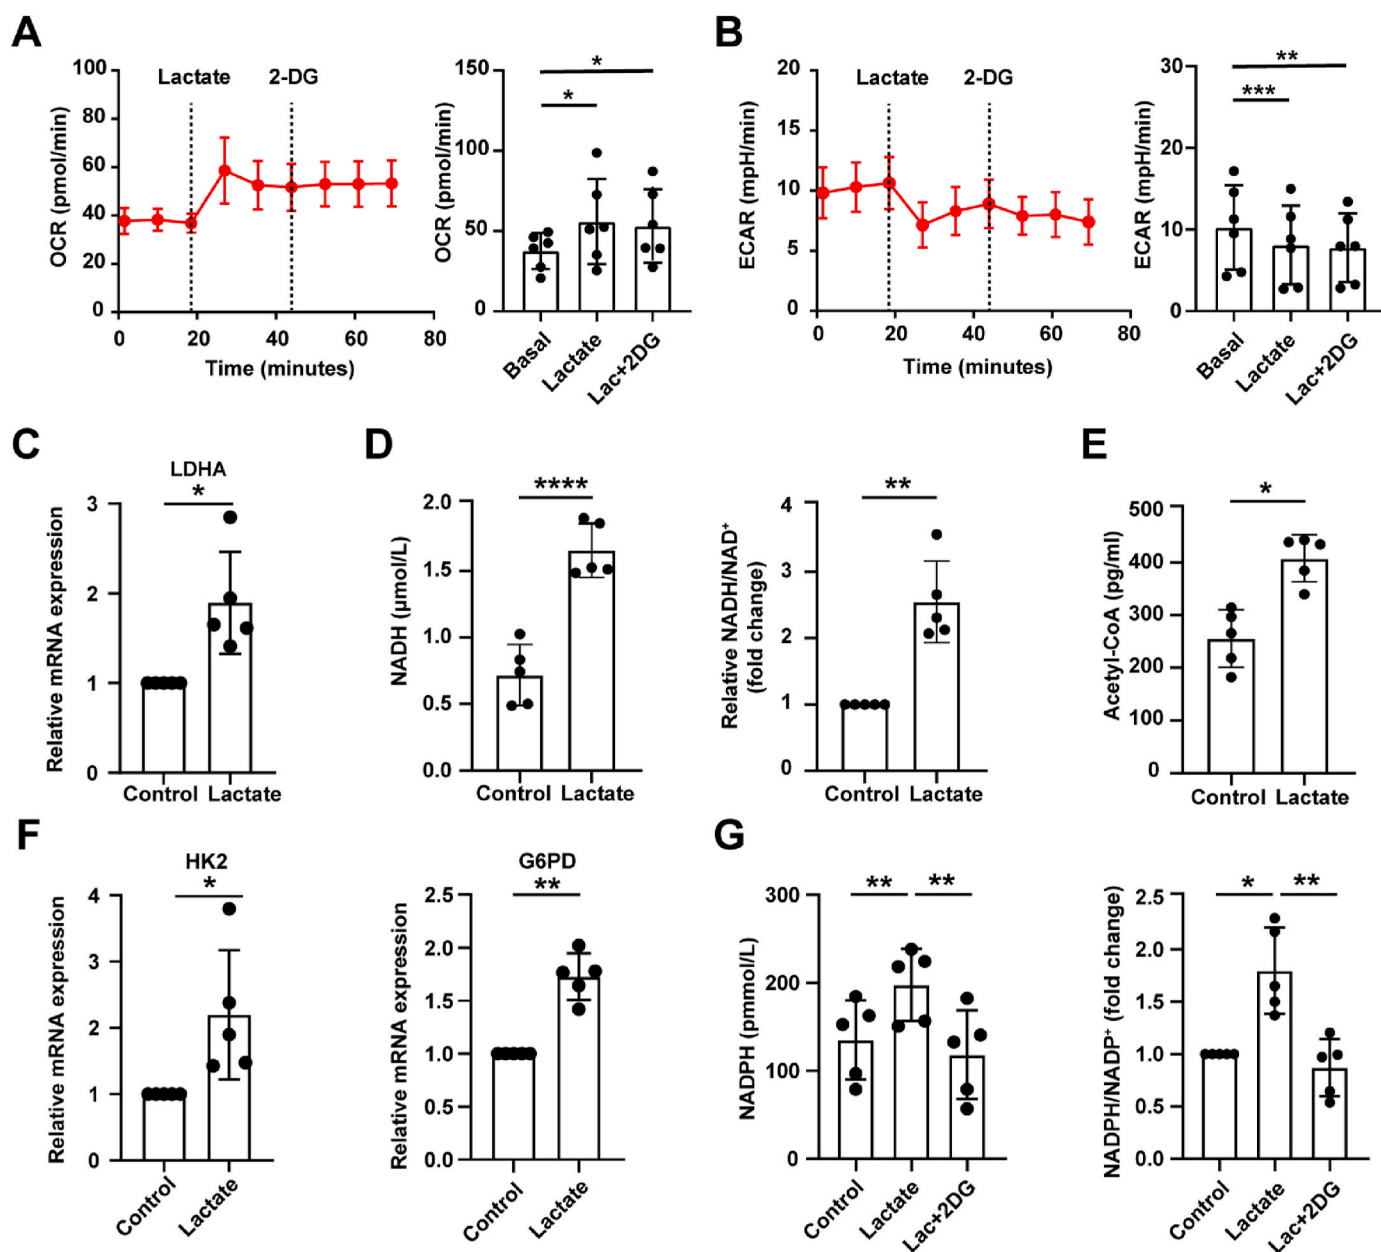 A
OCR (pmol/min)
100
80
60
40
20
0
Lactate
2-DG
0 20 40 60 80
Time (minutes)
OCR (pmol/min)
150
100
50
0
*
*
Basal
Lactate
Lac+2DG
B
ECAR (mpH/min)
20
15
10
5
0
Lactate
2-DG
0 20 40 60 80
Time (minutes)
ECAR (mpH/min)
30
20
10
0
**
***
Basal
Lactate
Lac+2DG
C
LDHA
*
Relative mRNA expression
3
2
1
0
Control Lactate
D
****
NADH (µmol/L)
2.0
1.5
1.0
0.5
0.0
Control Lactate
**
Relative NADH/NAD⁺
(fold change)
4
3
2
1
0
Control Lactate
E
*
Acetyl-CoA (pg/ml)
500
400
300
200
100
0
Control Lactate
F
HK2
*
Relative mRNA expression
4
3
2
1
0
Control
Lactate
G6PD
**
Relative mRNA expression
2.5
2.0
1.5
1.0
0.5
0.0
Control
Lactate
G
** **
NADPH (pmmol/L)
300
200
100
0
Control
Lactate
Lac+2DG
* **
NADPH/NADP⁺ (fold change)
2.5
2.0
1.5
1.0
0.5
0.0
Control
Lactate
Lac+2DG